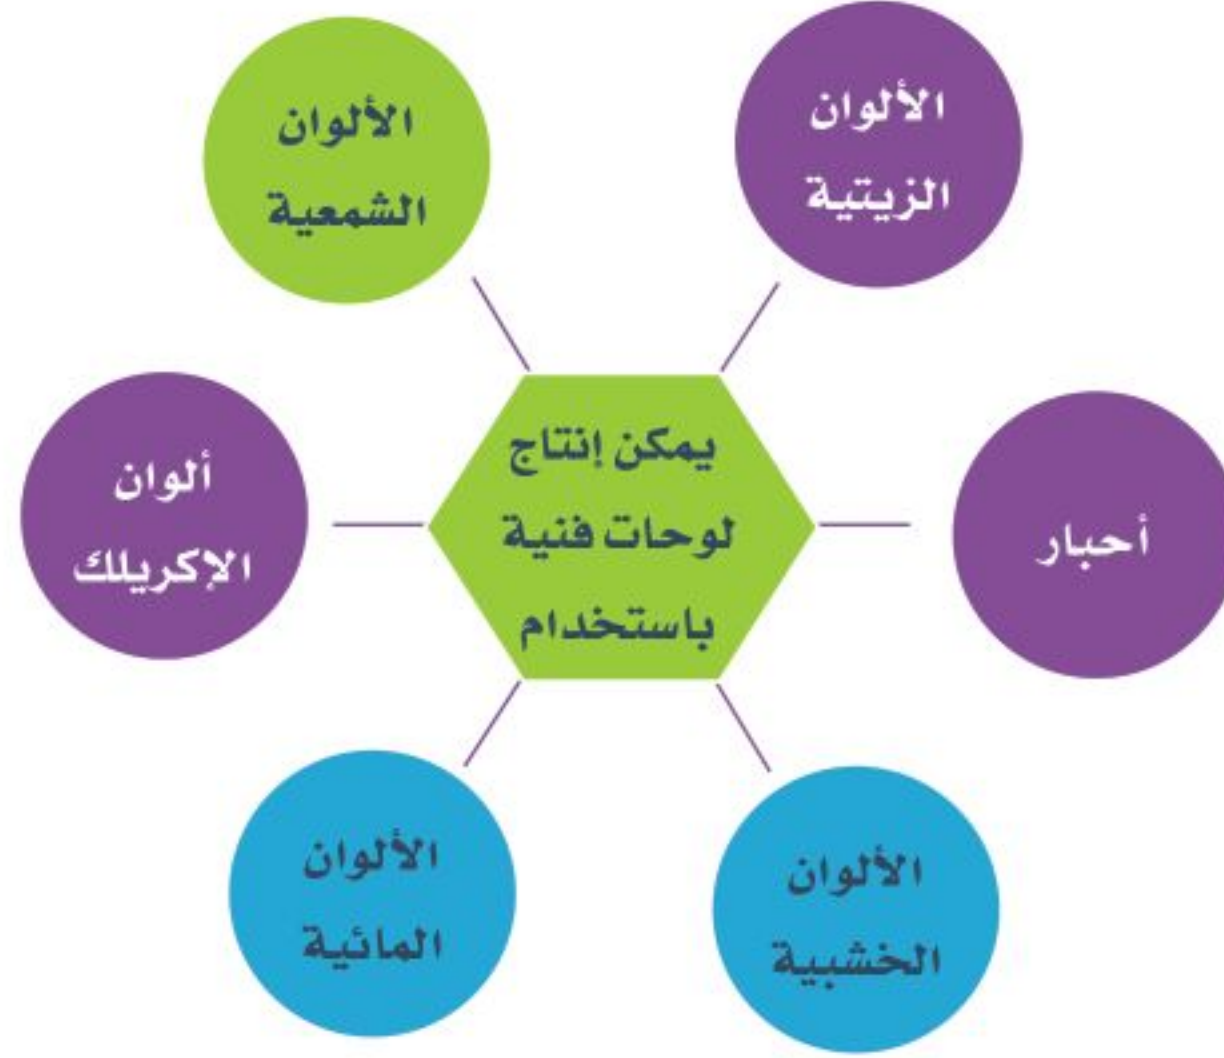 الألوان
الزيتية
الألوان
الشمعية
يمكن إنتاج
لوحات فنية
باستخدام
أحبار
ألوان
الإكريلك
الألوان
الخشبية
الألوان
المائية